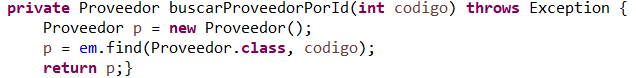 private Proveedor buscarProveedorPorId(int codigo) throws Exception {
    Proveedor p = new Proveedor();
    p = em.find(Proveedor.class, codigo);
    return p;}